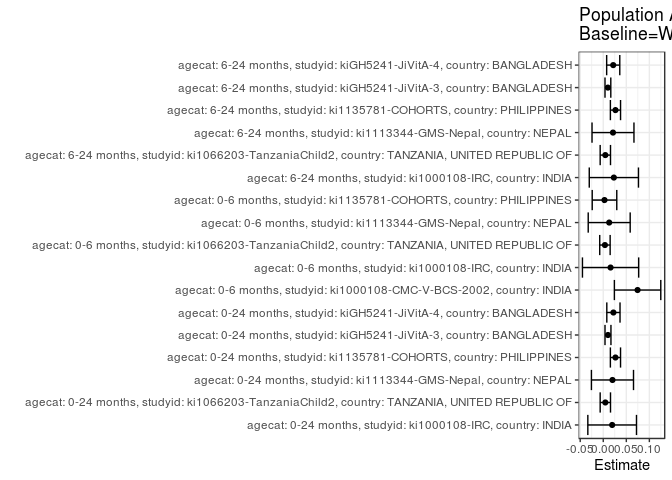 Population
Baseline=W
agecat: 6-24 months, studyid: kiGH5241-JiVitA-4, country: BANGLADESH
agecat: 6-24 months, studyid: kiGH5241-JiVitA-3, country: BANGLADESH
agecat: 6-24 months, studyid: ki1135781-COHORTS, country: PHILIPPINES
agecat: 6-24 months, studyid: ki1113344-GMS-Nepal, country: NEPAL
agecat: 6-24 months, studyid: ki1066203-TanzaniaChild2, country: TANZANIA, UNITED REPUBLIC OF
agecat: 6-24 months, studyid: ki1000108-IRC, country: INDIA
agecat: 0-6 months, studyid: ki1135781-COHORTS, country: PHILIPPINES
agecat: 0-6 months, studyid: ki1113344-GMS-Nepal, country: NEPAL
agecat: 0-6 months, studyid: ki1066203-TanzaniaChild2, country: TANZANIA, UNITED REPUBLIC OF
agecat: 0-6 months, studyid: ki1000108-IRC, country: INDIA
agecat: 0-6 months, studyid: ki1000108-CMC-V-BCS-2002, country: INDIA
agecat: 0-24 months, studyid: kiGH5241-JiVitA-4, country: BANGLADESH
agecat: 0-24 months, studyid: kiGH5241-JiVitA-3, country: BANGLADESH
agecat: 0-24 months, studyid: ki1135781-COHORTS, country: PHILIPPINES
agecat: 0-24 months, studyid: ki1113344-GMS-Nepal, country: NEPAL
agecat: 0-24 months, studyid: ki1066203-TanzaniaChild2, country: TANZANIA, UNITED REPUBLIC OF
agecat: 0-24 months, studyid: ki1000108-IRC, country: INDIA
-0.05 0.00 0.05 0.10
Estimate